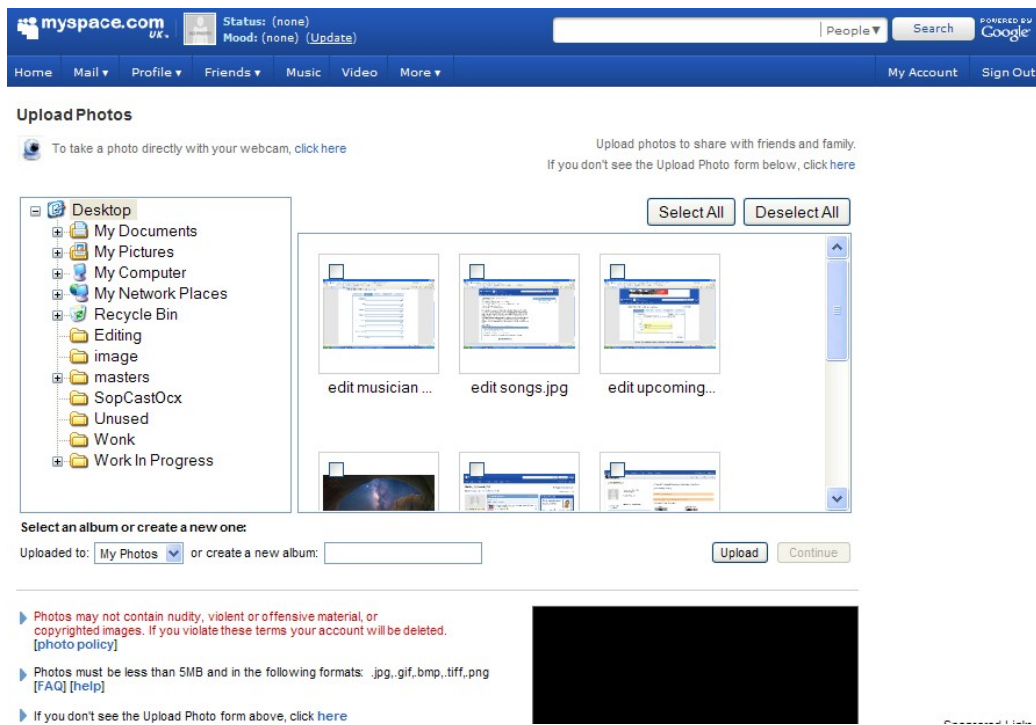 myspace.com UK.
Status: (none)
Mood: (none) (Update)
People▼ Search POWERED BY Google
Home Mail ▾ Profile ▾ Friends ▾ Music Video More ▾ My Account Sign Out
Upload Photos
To take a photo directly with your webcam, click here
Upload photos to share with friends and family.
If you don't see the Upload Photo form below, click here
Desktop
My Documents
My Pictures
My Computer
My Network Places
Recycle Bin
Editing
image
masters
SopCastOcx
Unused
Wonk
Work In Progress
Select All Deselect All
edit musician ... edit songs.jpg edit upcoming...
Select an album or create a new one:
Uploaded to: My Photos or create a new album: Upload Continue
Photos may not contain nudity, violent or offensive material, or
copyrighted images. If you violate these terms your account will be deleted.
[photo policy]
Photos must be less than 5MB and in the following formats: .jpg,.gif,.bmp,.tiff,.png
[FAQ] [help]
If you don't see the Upload Photo form above, click here